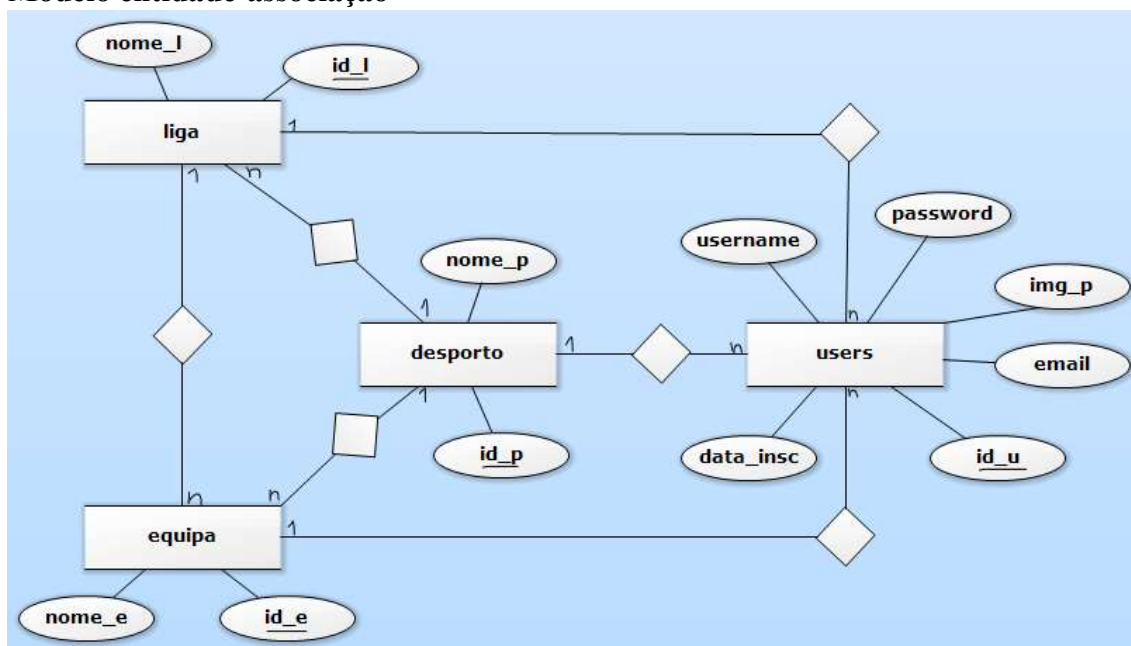 Modelo entidade-associação
nome_l
id_l
liga
1
1
n
password
username
nome_p
img_p
1
n
desporto
1
n
users
email
1
n
id_p
data_insc
id_u
n
n
1
equipa
nome_e
id_e